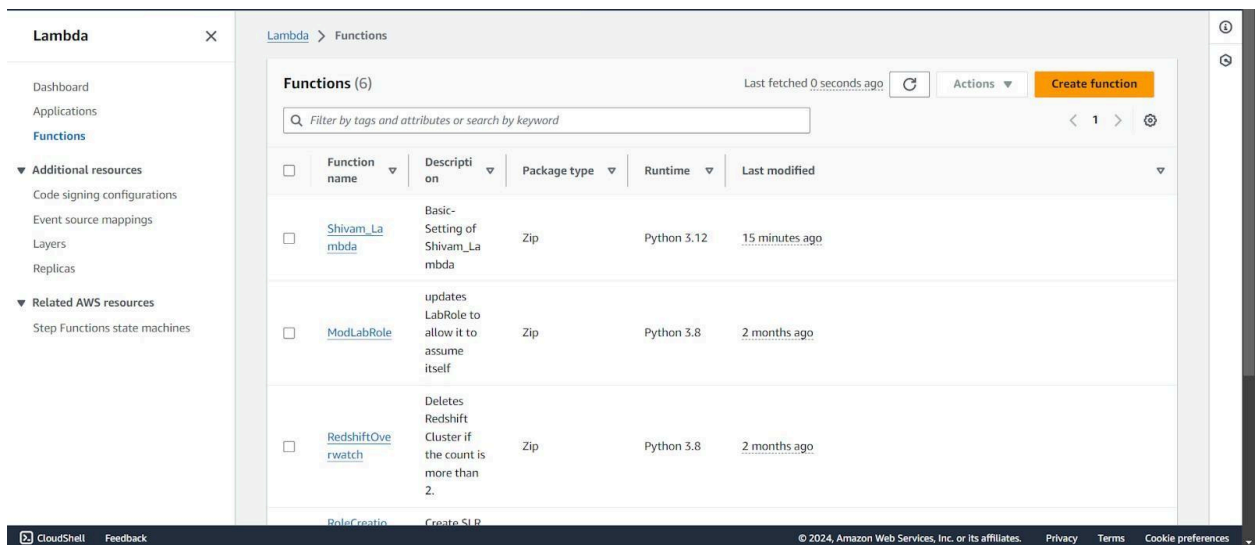 Lambda
Dashboard
Applications
Functions
Additional resources
Code signing configurations
Event source mappings
Layers
Replicas
Related AWS resources
Step Functions state machines
Lambda > Functions
Functions (6)
Last fetched 0 seconds ago
Actions
Create function
Filter by tags and attributes or search by keyword
1
Function
name
Descripti
on
Package type
Runtime
Last modified
Shivam_La
mbda
Basic-
Setting of
Shivam_La
mbda
Zip
Python 3.12
15 minutes ago
ModLabRole
updates
LabRole to
allow it to
assume
itself
Zip
Python 3.8
2 months ago
RedshiftOve
rwatch
Deletes
Redshift
Cluster if
the count is
more than
2.
Zip
Python 3.8
2 months ago
RoleCreatio
Create SLR
CloudShell
Feedback
© 2024, Amazon Web Services, Inc. or its affiliates.
Privacy
Terms
Cookie preferences